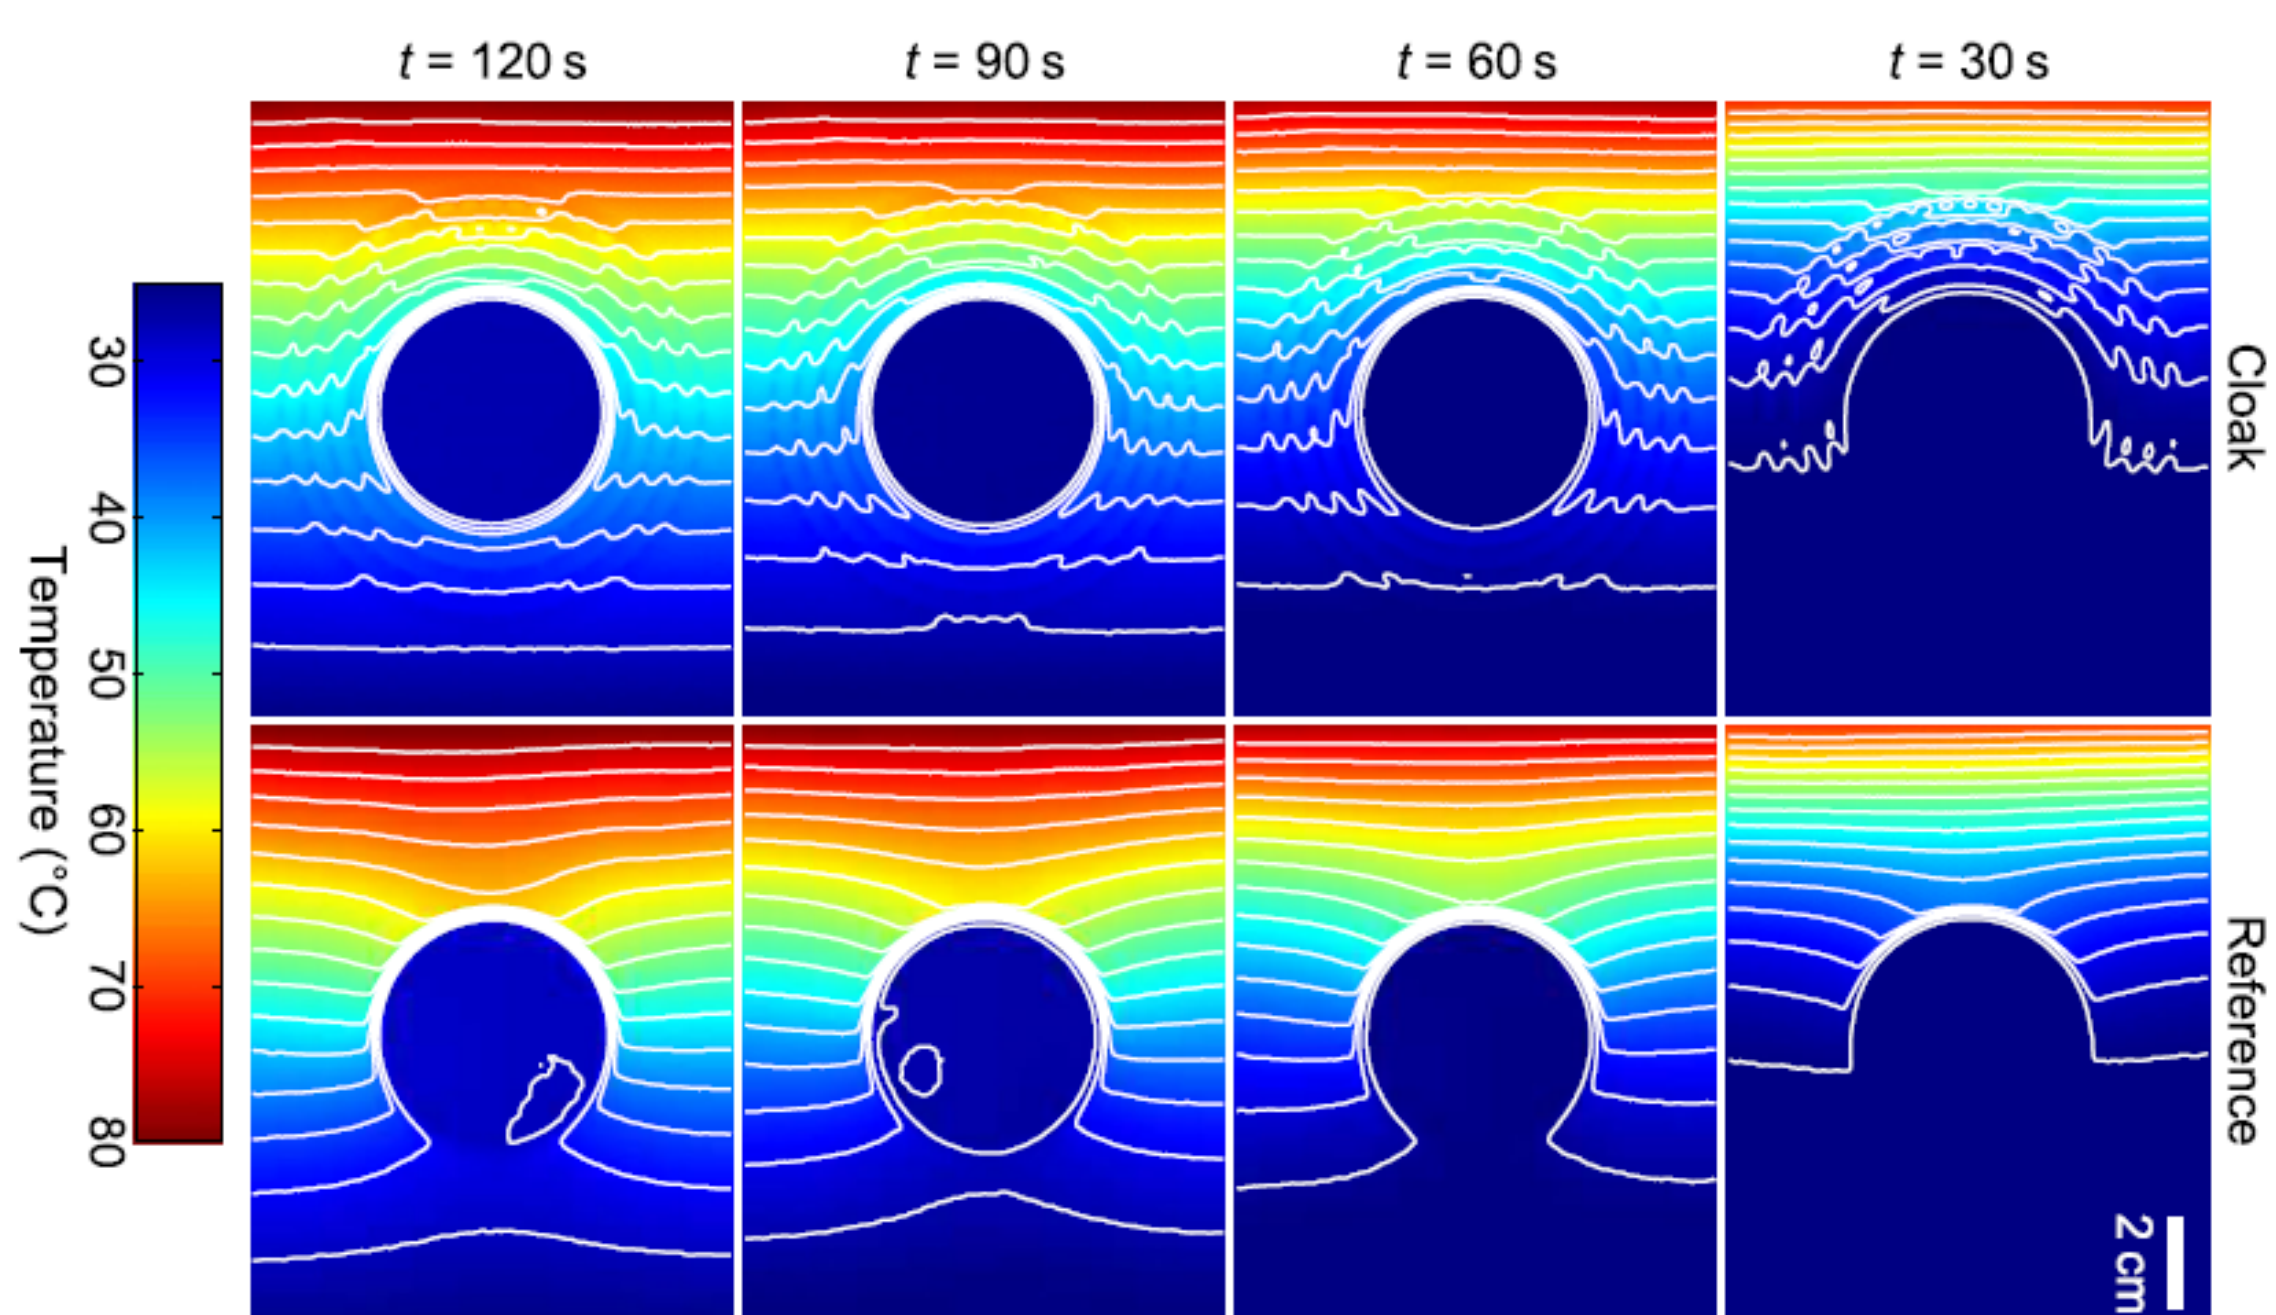 t = 120 s
t = 90 s
t = 60 s
t = 30 s
Cloak
Reference
30
40
50
60
70
80
Temperature (°C)
2 cm